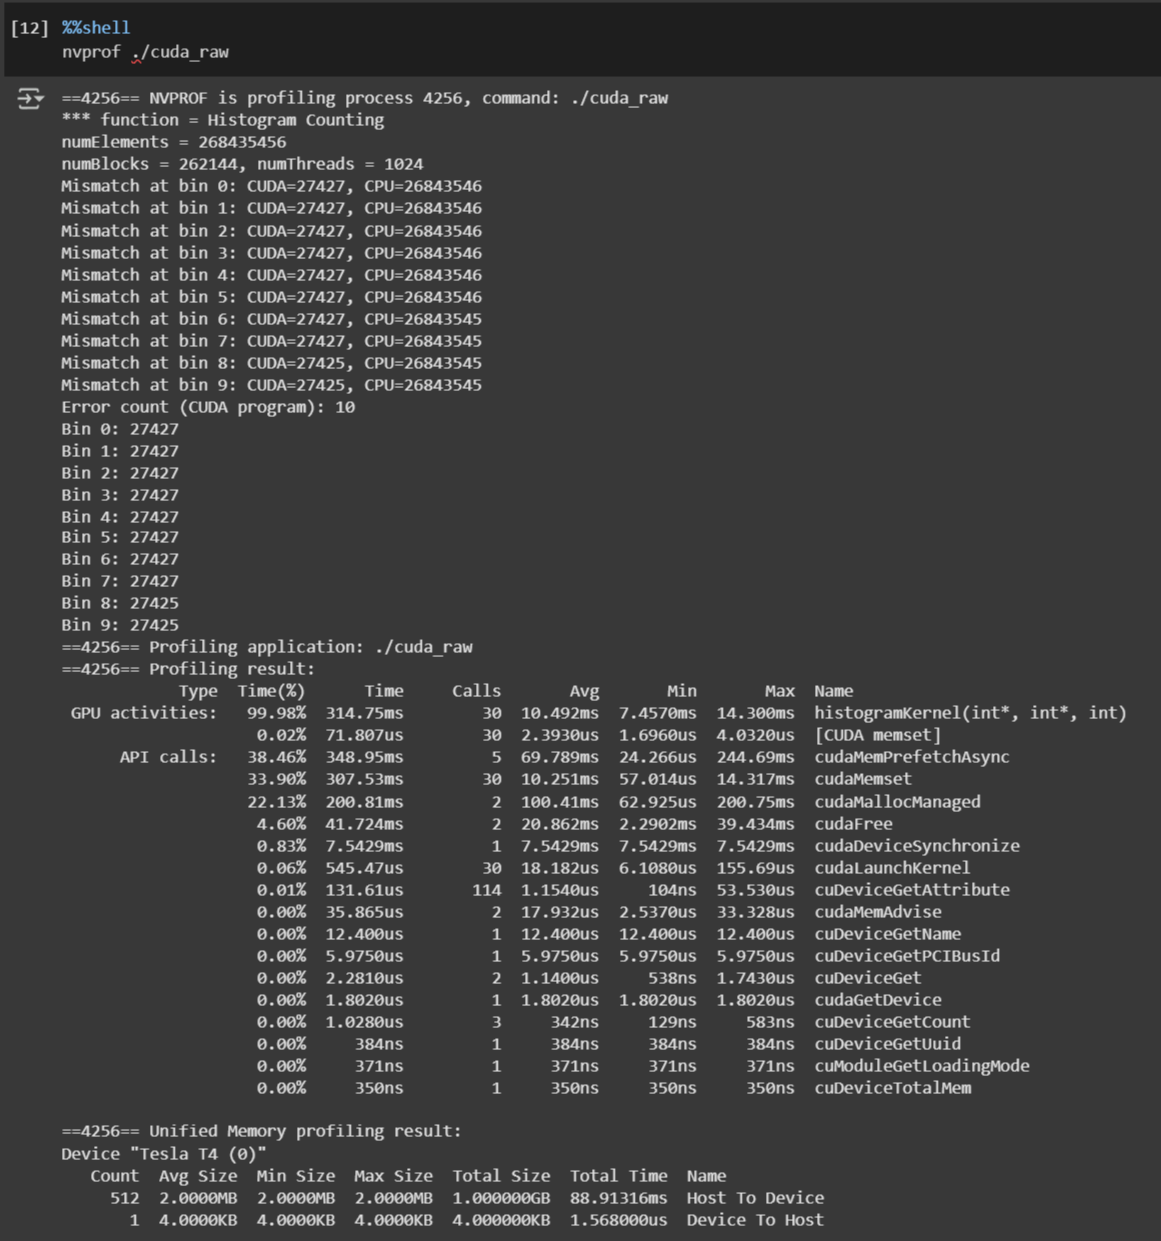 [12] %%shell
nvprof ./cuda_raw
==4256== NVPROF is profiling process 4256, command: ./cuda_raw
*** function = Histogram Counting
numElements = 268435456
numBlocks = 262144, numThreads = 1024
Mismatch at bin 0: CUDA=27427, CPU=26843546
Mismatch at bin 1: CUDA=27427, CPU=26843546
Mismatch at bin 2: CUDA=27427, CPU=26843546
Mismatch at bin 3: CUDA=27427, CPU=26843546
Mismatch at bin 4: CUDA=27427, CPU=26843546
Mismatch at bin 5: CUDA=27427, CPU=26843546
Mismatch at bin 6: CUDA=27427, CPU=26843545
Mismatch at bin 7: CUDA=27427, CPU=26843545
Mismatch at bin 8: CUDA=27425, CPU=26843545
Mismatch at bin 9: CUDA=27425, CPU=26843545
Error count (CUDA program): 10
Bin 0: 27427
Bin 1: 27427
Bin 2: 27427
Bin 3: 27427
Bin 4: 27427
Bin 5: 27427
Bin 6: 27427
Bin 7: 27427
Bin 8: 27425
Bin 9: 27425
==4256== Profiling application: ./cuda_raw
==4256== Profiling result:
Type Time(%) Time Calls Avg Min Max Name
GPU activities: 99.98% 314.75ms 30 10.492ms 7.4570ms 14.300ms histogramKernel(int*, int*, int)
0.02% 71.807us 30 2.3930us 1.6960us 4.0320us [CUDA memset]
API calls: 38.46% 348.95ms 5 69.789ms 24.266us 244.69ms cudaMemPrefetchAsync
33.90% 307.53ms 30 10.251ms 57.014us 14.317ms cudaMemset
22.13% 200.81ms 2 100.41ms 62.925us 200.75ms cudaMallocManaged
4.60% 41.724ms 2 20.862ms 2.2902ms 39.434ms cudaFree
0.83% 7.5429ms 1 7.5429ms 7.5429ms 7.5429ms cudaDeviceSynchronize
0.06% 545.47us 30 18.182us 6.1080us 155.69us cudaLaunchKernel
0.01% 131.61us 114 1.1540us 104ns 53.530us cuDeviceGetAttribute
0.00% 35.865us 2 17.932us 2.5370us 33.328us cudaMemAdvise
0.00% 12.400us 1 12.400us 12.400us 12.400us cuDeviceGetName
0.00% 5.9750us 1 5.9750us 5.9750us 5.9750us cuDeviceGetPCIBusId
0.00% 2.2810us 2 1.1400us 538ns 1.7430us cuDeviceGet
0.00% 1.8020us 1 1.8020us 1.8020us 1.8020us cudaGetDevice
0.00% 1.0280us 3 342ns 129ns 583ns cuDeviceGetCount
0.00% 384ns 1 384ns 384ns 384ns cuDeviceGetUuid
0.00% 371ns 1 371ns 371ns 371ns cuModuleGetLoadingMode
0.00% 350ns 1 350ns 350ns 350ns cuDeviceTotalMem
==4256== Unified Memory profiling result:
Device "Tesla T4 (0)"
Count Avg Size Min Size Max Size Total Size Total Time Name
512 2.0000MB 2.0000MB 2.0000MB 1.000000GB 88.91316ms Host To Device
1 4.0000KB 4.0000KB 4.0000KB 4.000000KB 1.568000us Device To Host